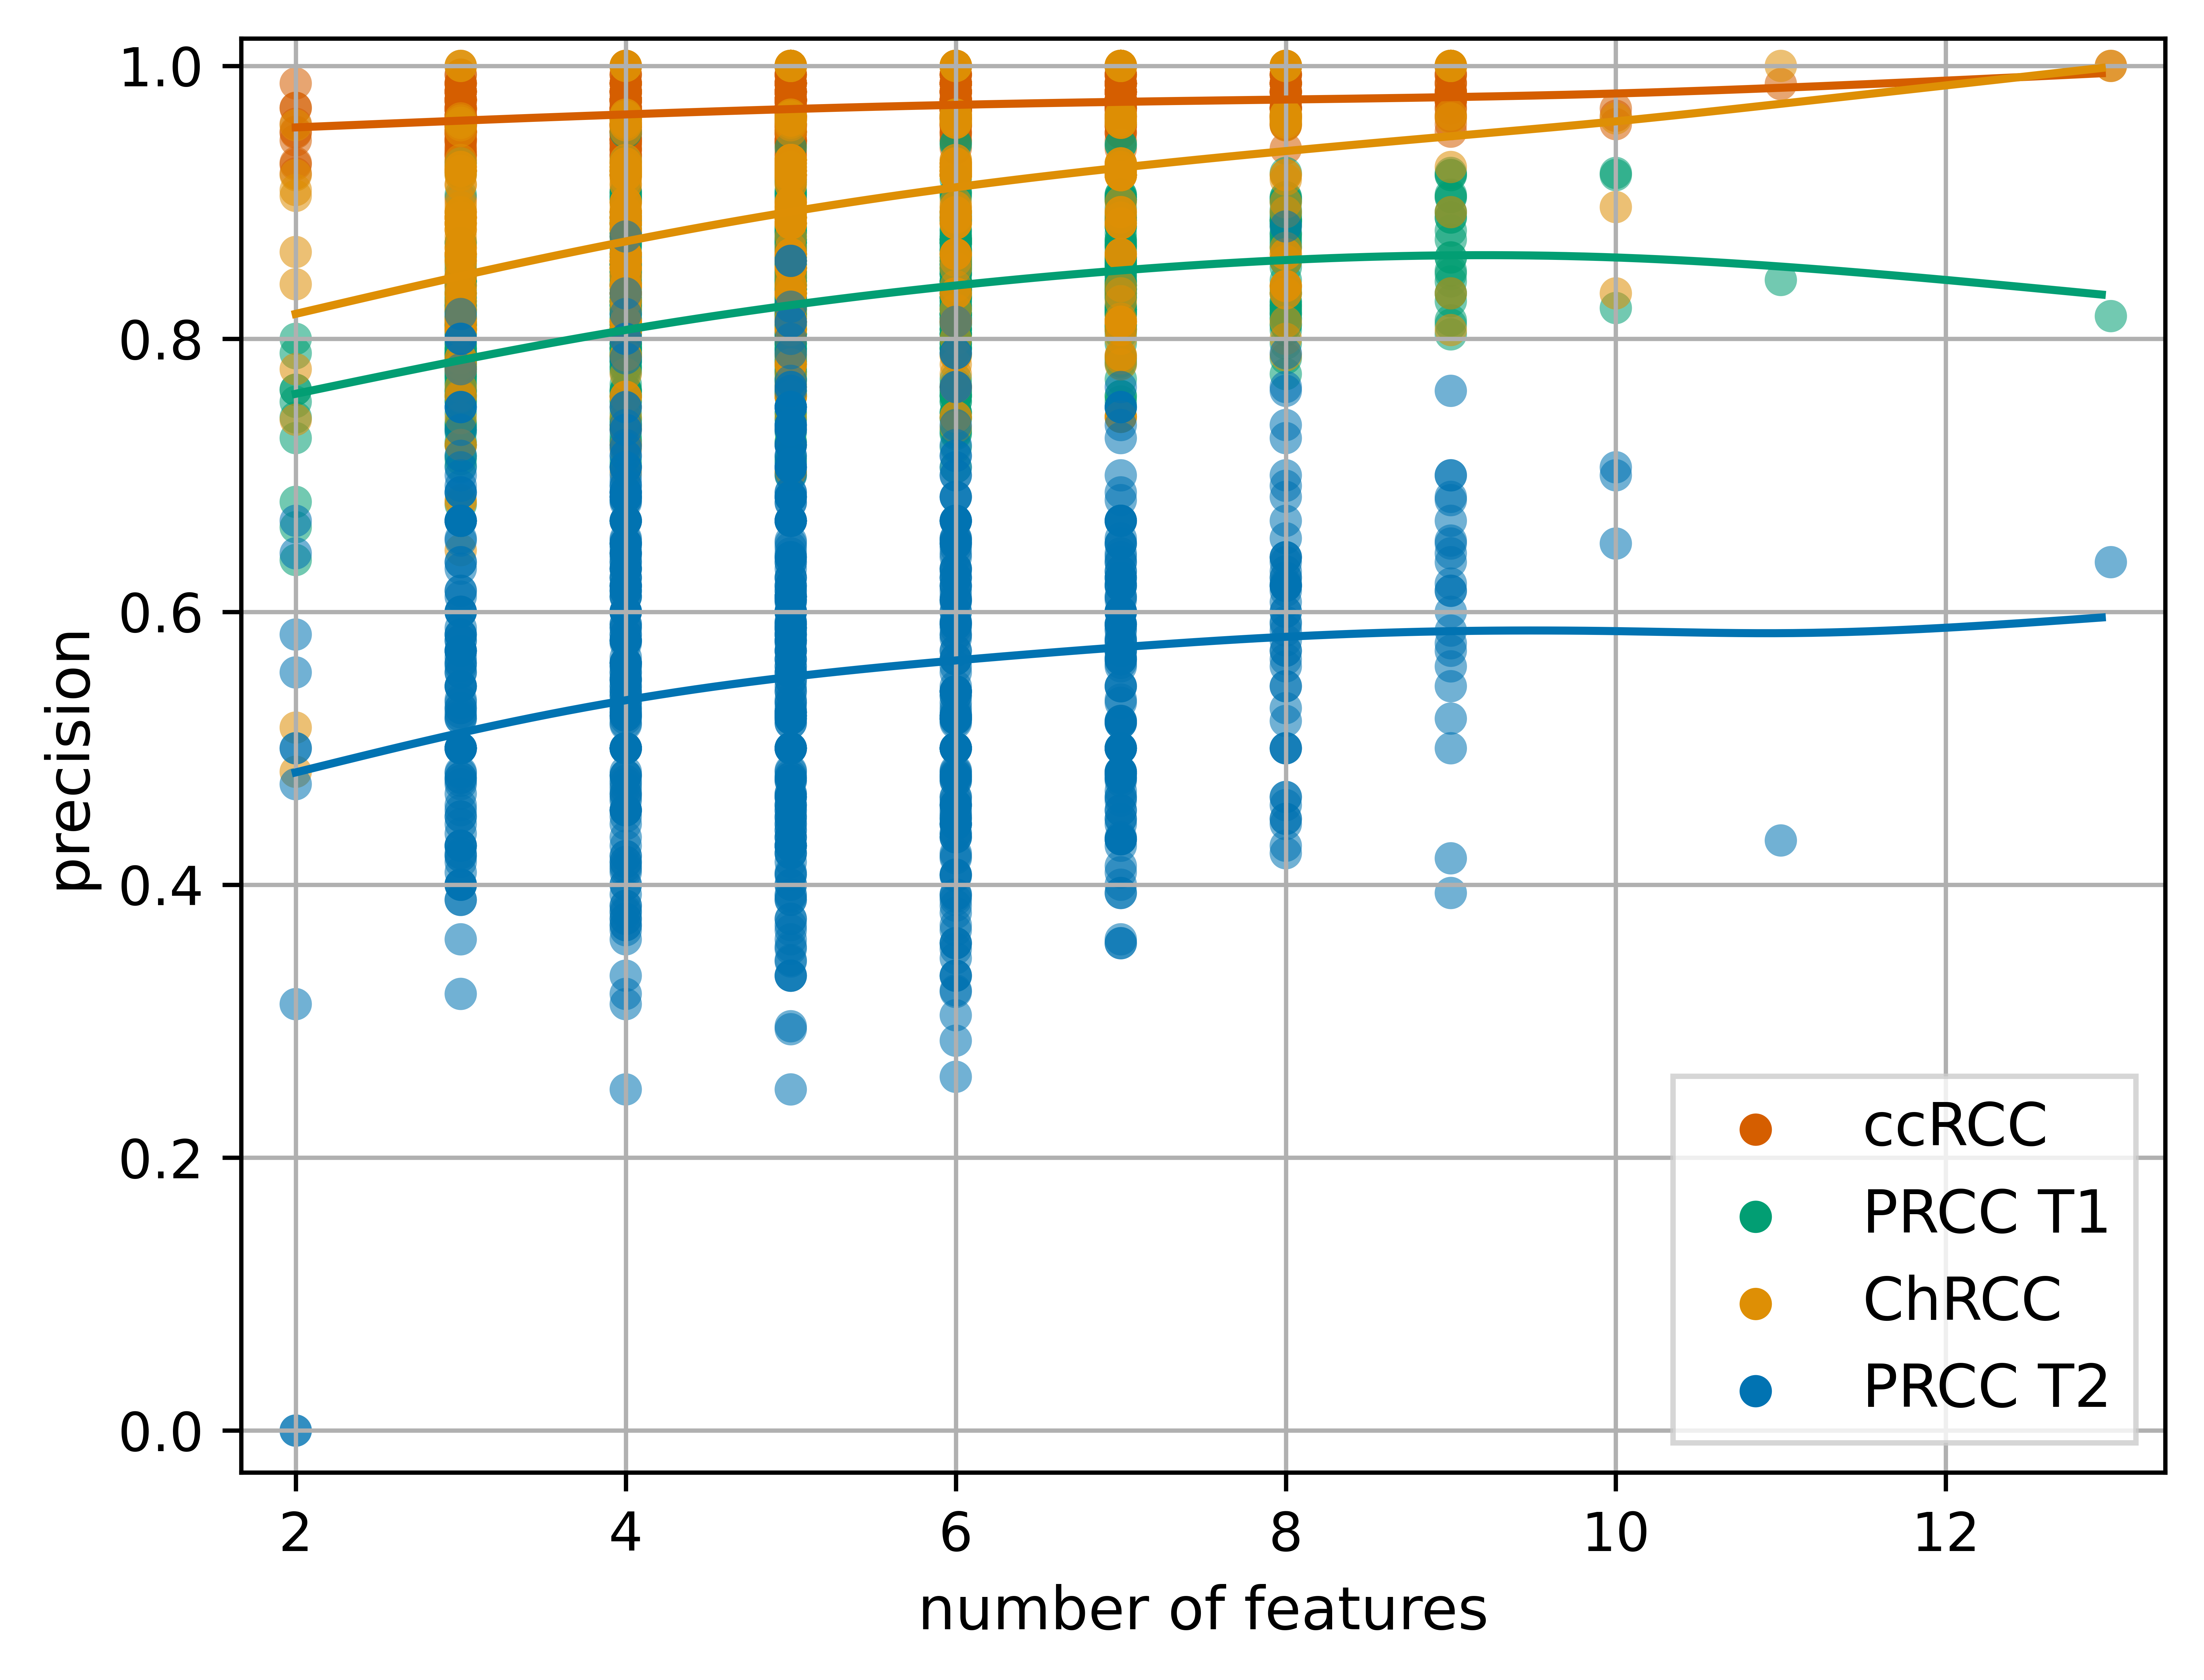 1.0
0.8
0.6
0.4
0.2
0.0
precision
2 4 6 8 10 12
number of features
ccRCC
PRCC T1
ChRCC
PRCC T2